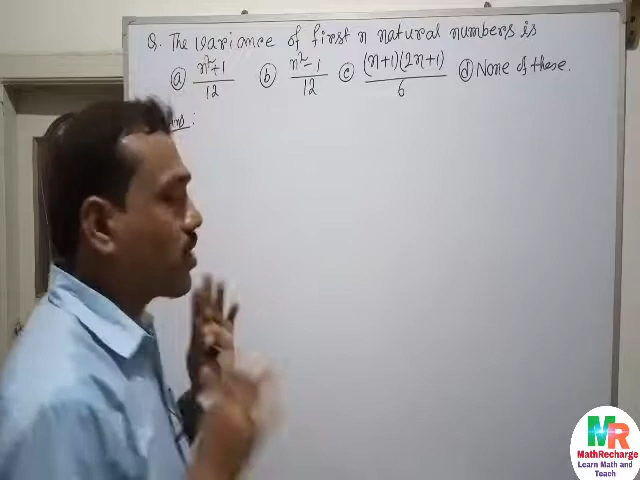 Q. The variance of first n natural numbers is
(a) n²+1/12 (b) n²-1/12 (c) (n+1)(2n+1)/6 (d) None of these.
Ans:
MR
MathRecharge
Learn Math and
Teach